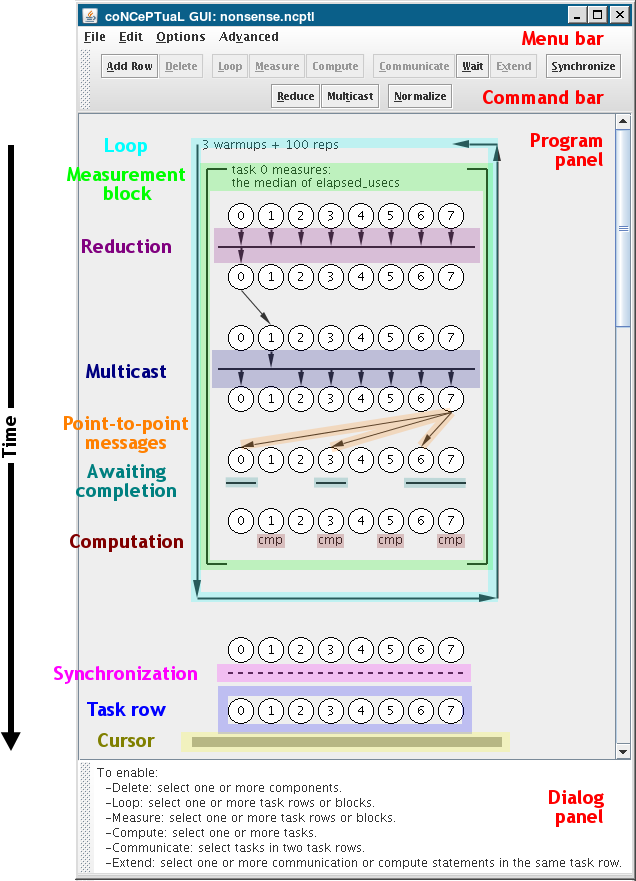 coNCePTuaL GUI: nonsense.ncptl
File Edit Options Advanced
Menu bar
Add Row Delete Loop Measure Compute Communicate Wait Extend Synchronize
Reduce Multicast Normalize
Command bar
Loop
3 warmups + 100 reps
Program
panel
Measurement
block
task 0 measures:
the median of elapsed_usecs
0 1 2 3 4 5 6 7
Reduction
0 1 2 3 4 5 6 7
0 1 2 3 4 5 6 7
Multicast
0 1 2 3 4 5 6 7
Point-to-point
messages
0 1 2 3 4 5 6 7
Awaiting
completion
0 1 2 3 4 5 6 7
Computation
cmp cmp cmp cmp
Time
0 1 2 3 4 5 6 7
Synchronization
Task row
0 1 2 3 4 5 6 7
Cursor
To enable:
-Delete: select one or more components.
-Loop: select one or more task rows or blocks.
-Measure: select one or more task rows or blocks.
-Compute: select one or more tasks.
-Communicate: select tasks in two task rows.
-Extend: select one or more communication or compute statements in the same task row.
Dialog
panel